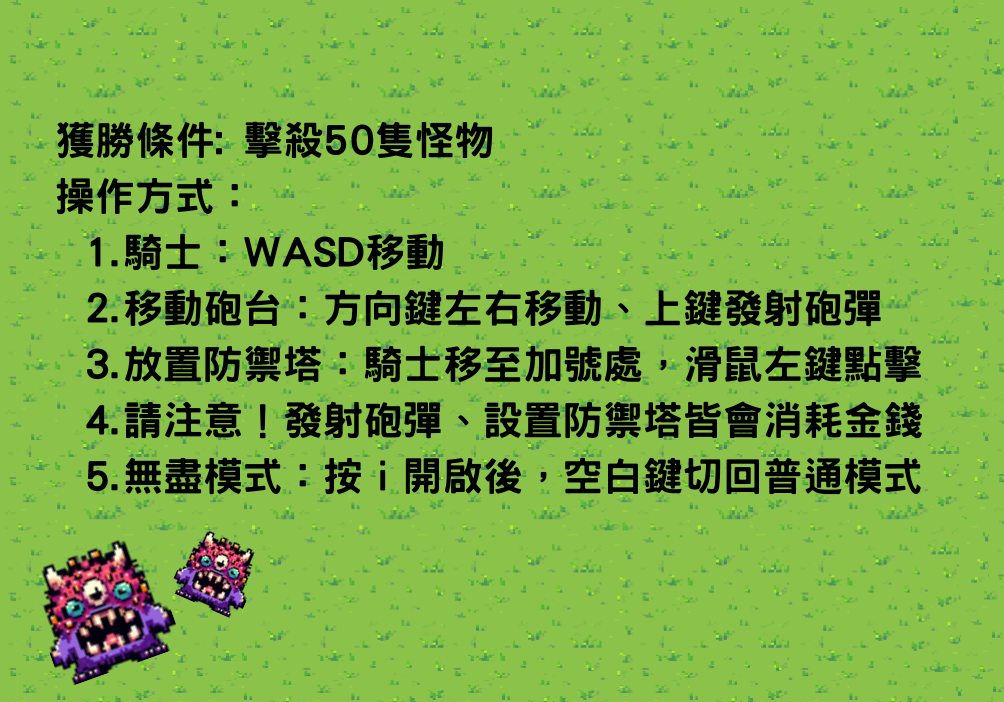 獲勝條件: 擊殺50隻怪物
操作方式：
1.騎士：WASD移動
2.移動砲台：方向鍵左右移動、上鍵發射砲彈
3.放置防禦塔：騎士移至加號處，滑鼠左鍵點擊
4.請注意！發射砲彈、設置防禦塔皆會消耗金錢
5.無盡模式：按 i 開啟後，空白鍵切回普通模式